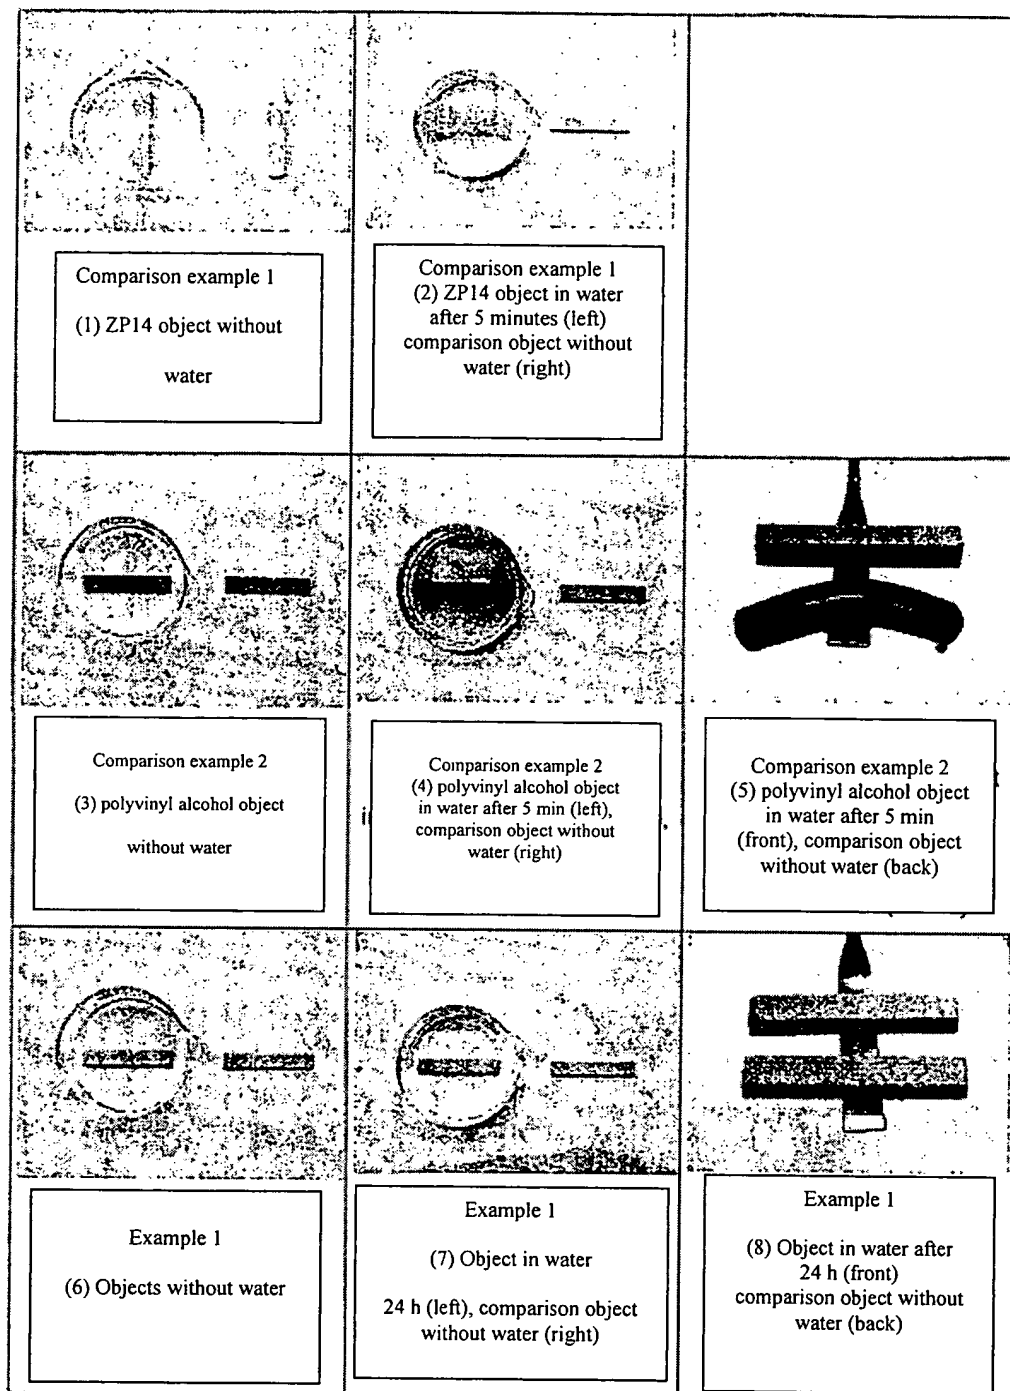 Comparison example 1
(1) ZP14 object without
water
Comparison example 1
(2) ZP14 object in water
after 5 minutes (left)
comparison object without
water (right)
Comparison example 2
(3) polyvinyl alcohol object
without water
Comparison example 2
(4) polyvinyl alcohol object
in water after 5 min (left),
comparison object without
water (right)
Comparison example 2
(5) polyvinyl alcohol object
in water after 5 min
(front), comparison object
without water (back)
Example 1
(6) Objects without water
Example 1
(7) Object in water
24 h (left), comparison object
without water (right)
Example 1
(8) Object in water after
24 h (front)
comparison object without
water (back)